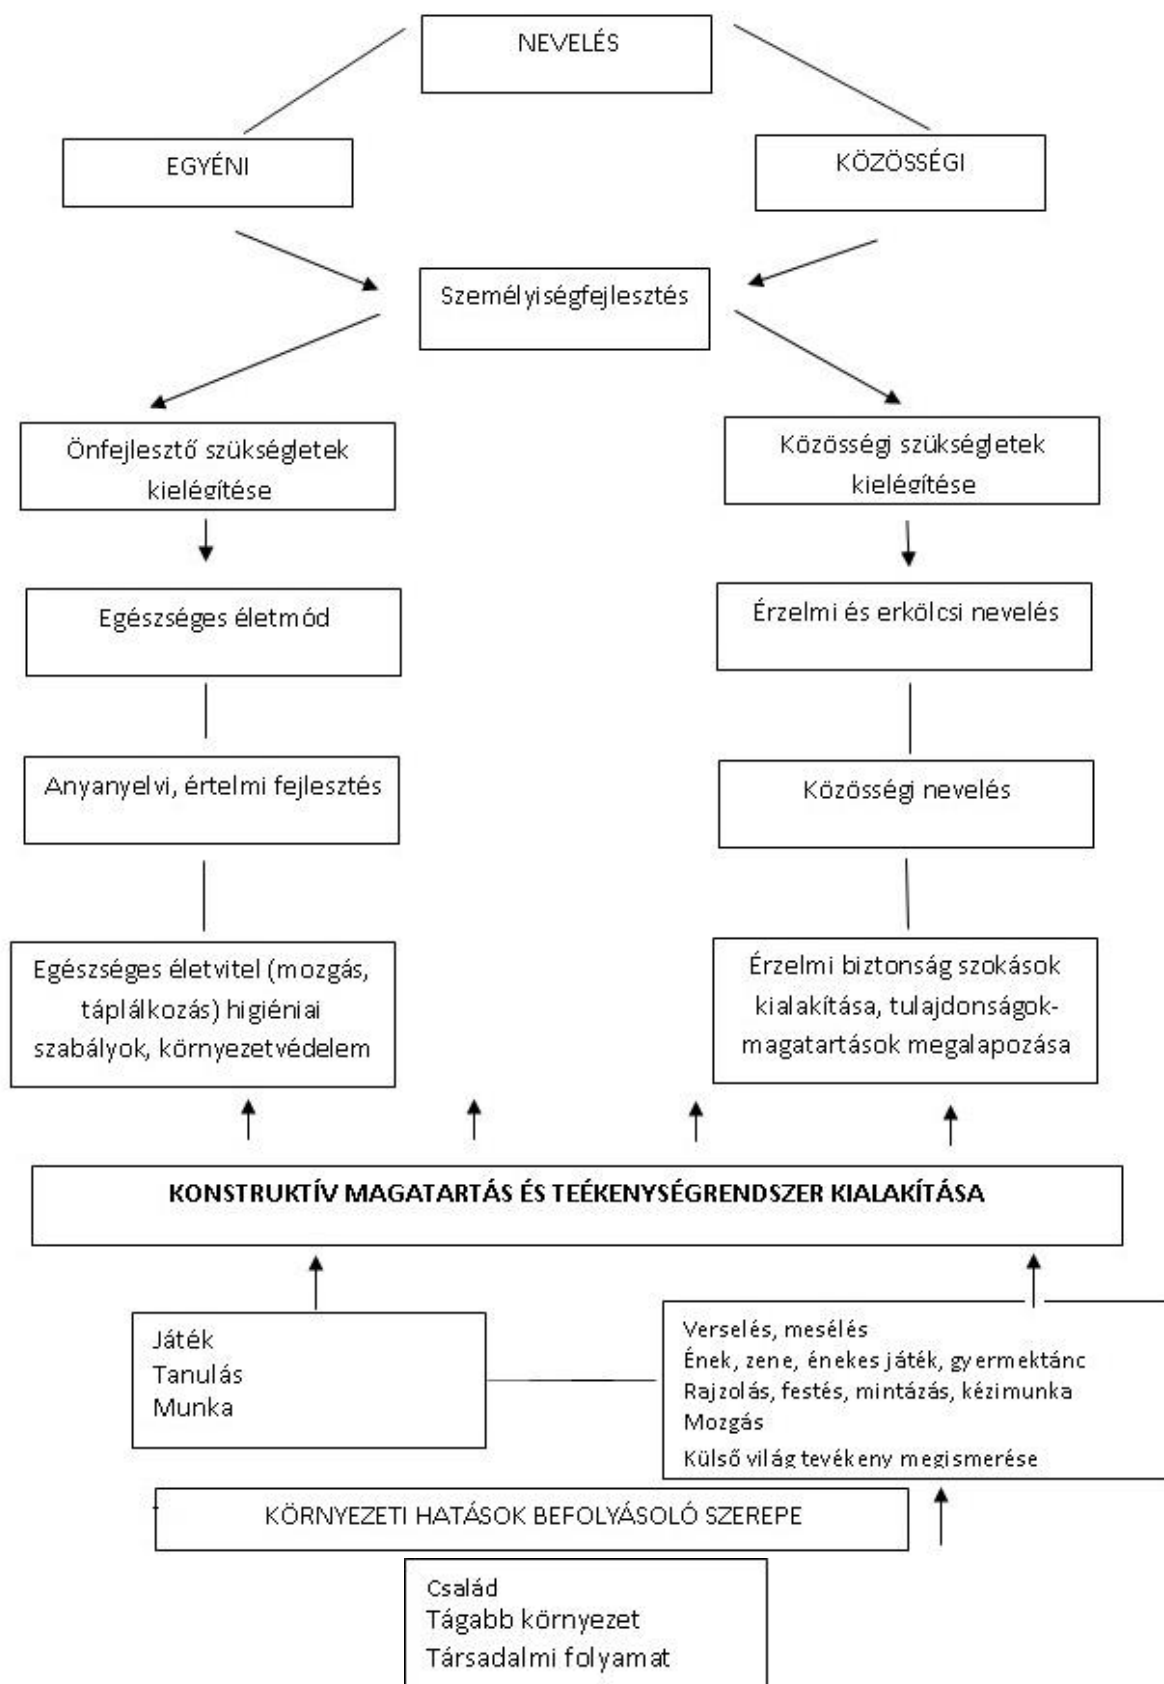 NEVELÉS
EGYÉNI
KÖZÖSSÉGI
Személyiségfejlesztés
Önfejlesztő szükségletek
kielégítése
Közösségi szükségletek
kielégítése
Egészséges életmód
Érzelmi és erkölcsi nevelés
Anyanyelvi, értelmi fejlesztés
Közösségi nevelés
Egészséges életvitel (mozgás,
táplálkozás) higiéniai
szabályok, környezetvédelem
Érzelmi biztonság szokások
kialakítása, tulajdonságok-
magatartások megalapozása
KONSTRUKTÍV MAGATARTÁS ÉS TEÉKENYSÉGRENDSZER KIALAKÍTÁSA
Játék
Tanulás
Munka
Verselés, mesélés
Ének, zene, énekes játék, gyermektánc
Rajzolás, festés, mintázás, kézimunka
Mozgás
Külső világ tevékeny megismerése
KÖRNYEZETI HATÁSOK BEFOLYÁSOLÓ SZEREPE
Család
Tágabb környezet
Társadalmi folyamat